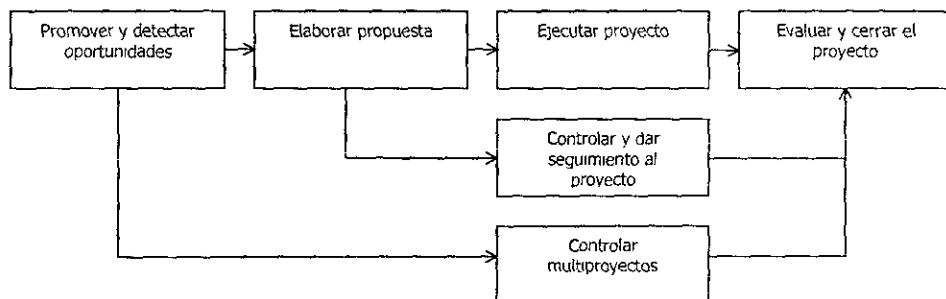 Promover y detectar
oportunidades
Elaborar propuesta
Ejecutar proyecto
Evaluar y cerrar el
proyecto
Controlar y dar
seguimiento al
proyecto
Controlar
multiproyectos